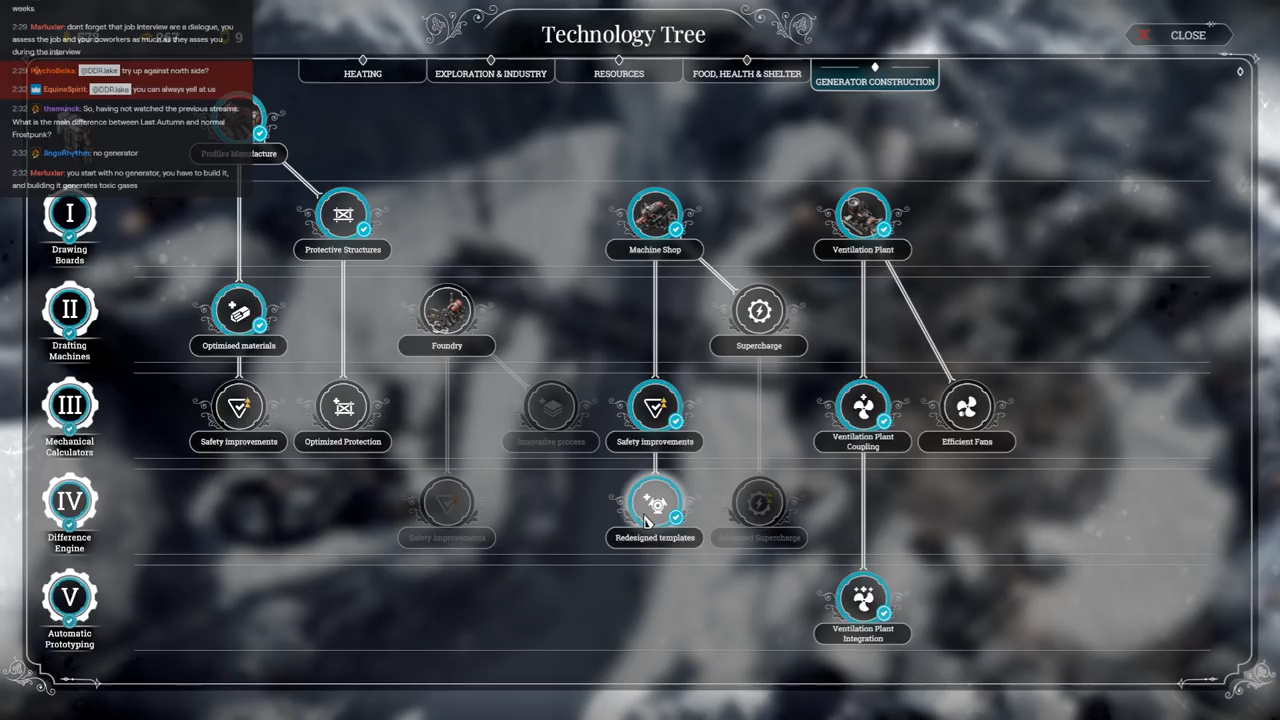 weeks
2:29 Marluxiar: dont forget that job interview are a dialogue, you
assess the job and your coworkers as much as they asses you
during the interview
9
2:29 PsychoBelka: @DDRJake try up against north side?
2:32 EquineSpirit: @DDRJake you can always yell at us
2:32 themunck: So, having not watched the previous streams.
What is the main difference between Last Autumn and normal
Frostpunk?
2:32 JingoRhythm: no generator
2:32 Marluxiar: you start with no generator, you have to build it,
and building it generates toxic gases
Technology Tree
CLOSE
HEATING
EXPLORATION & INDUSTRY
RESOURCES
FOOD, HEALTH & SHELTER
GENERATOR CONSTRUCTION
Profiles Manufacture
I
Drawing
Boards
Protective Structures
Machine Shop
Ventilation Plant
II
Drafting
Machines
Optimised materials
Foundry
Supercharge
III
Mechanical
Calculators
Safety improvements
Optimized Protection
Innovative process
Safety improvements
Ventilation Plant
Coupling
Efficient Fans
IV
Difference
Engine
Safety improvements
Redesigned templates
Advanced Supercharge
V
Automatic
Prototyping
Ventilation Plant
Integration